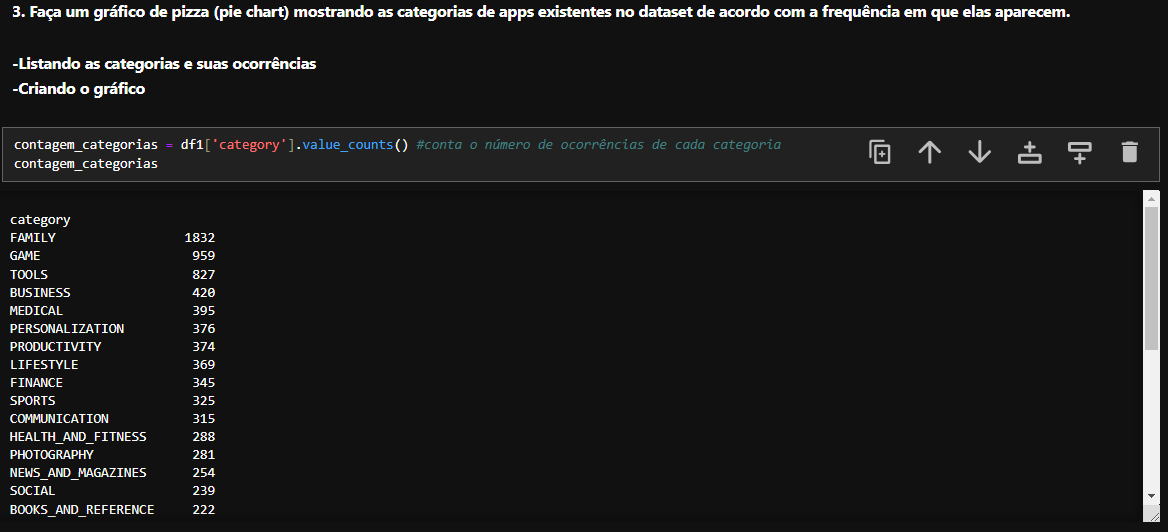 3. Faça um gráfico de pizza (pie chart) mostrando as categorias de apps existentes no dataset de acordo com a frequência em que elas aparecem.
-Listando as categorias e suas ocorrências
-Criando o gráfico
contagem_categorias = df1['category'].value_counts() #conta o número de ocorrências de cada categoria
contagem_categorias
category
FAMILY 1832
GAME 959
TOOLS 827
BUSINESS 420
MEDICAL 395
PERSONALIZATION 376
PRODUCTIVITY 374
LIFESTYLE 369
FINANCE 345
SPORTS 325
COMMUNICATION 315
HEALTH_AND_FITNESS 288
PHOTOGRAPHY 281
NEWS_AND_MAGAZINES 254
SOCIAL 239
BOOKS_AND_REFERENCE 222